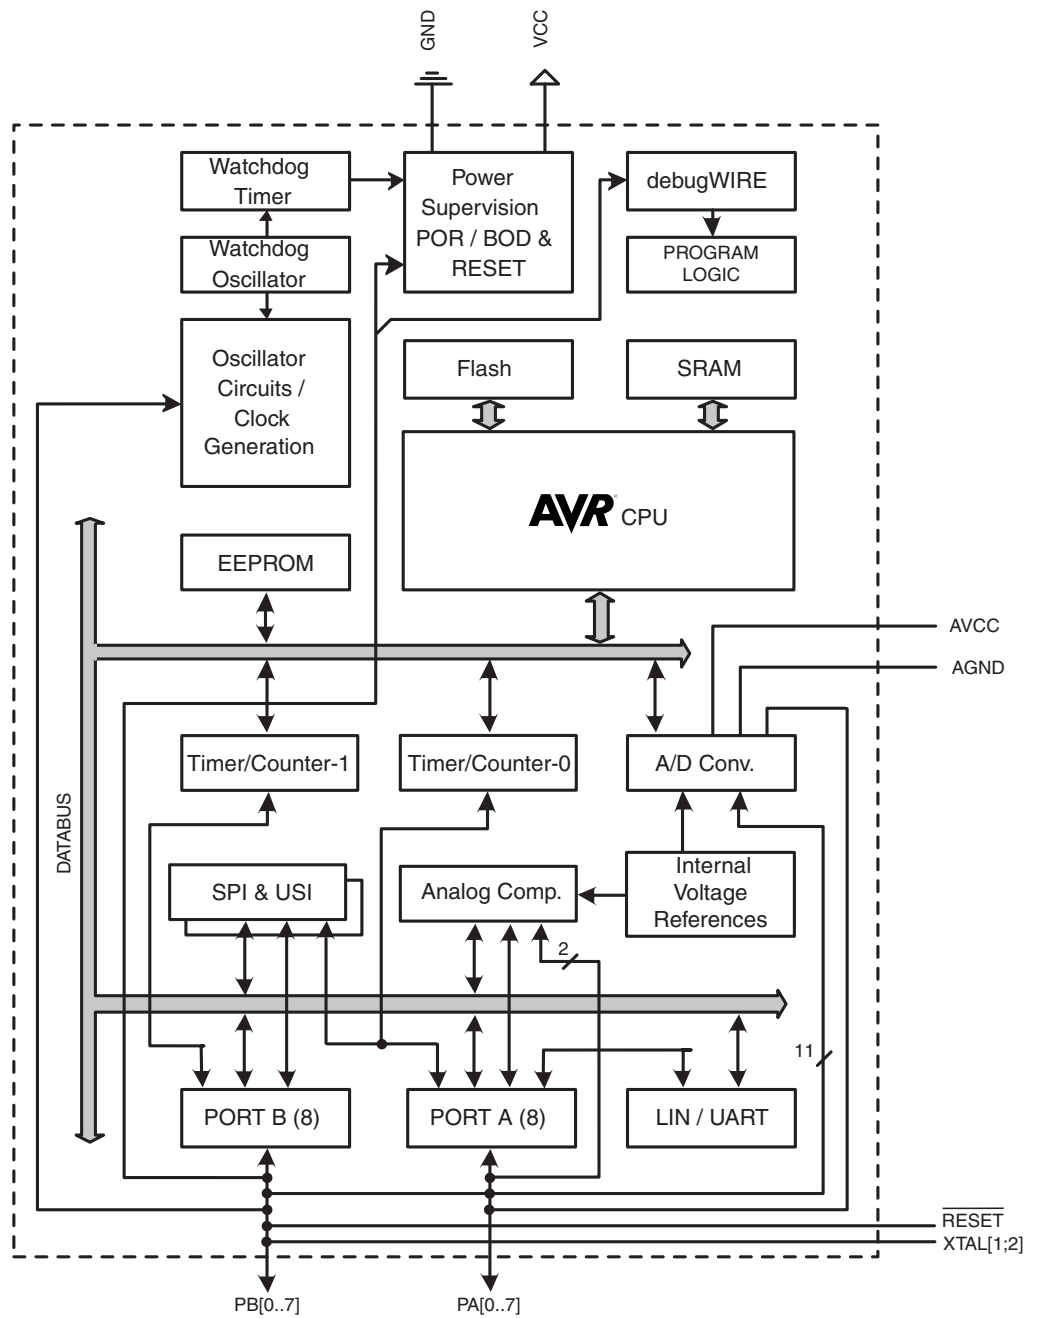 GND
VCC
Watchdog
Timer
Power
Supervision
POR / BOD &
RESET
debugWIRE
Watchdog
Oscillator
PROGRAM
LOGIC
Oscillator
Circuits /
Clock
Generation
Flash
SRAM
AVR® CPU
EEPROM
AVCC
AGND
Timer/Counter-1
Timer/Counter-0
A/D Conv.
DATABUS
SPI & USI
Analog Comp.
Internal
Voltage
References
2
11
PORT B (8)
PORT A (8)
LIN / UART
RESET
XTAL[1;2]
PB[0..7]
PA[0..7]